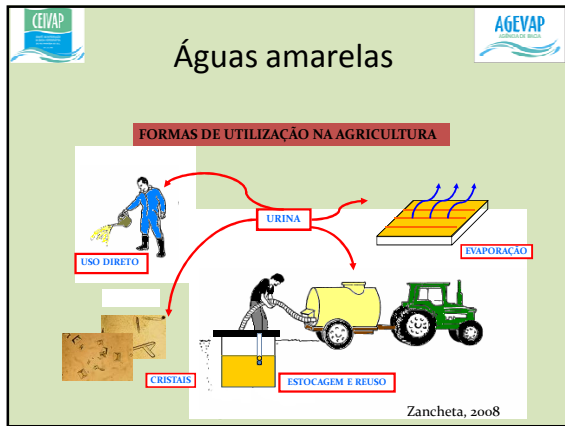 CEIVAP
AGEVAP
Águas amarelas
FORMAS DE UTILIZAÇÃO NA AGRICULTURA
URINA
USO DIRETO
EVAPORAÇÃO
CRISTAIS
ESTOCAGEM E REUSO
Zancheta, 2008